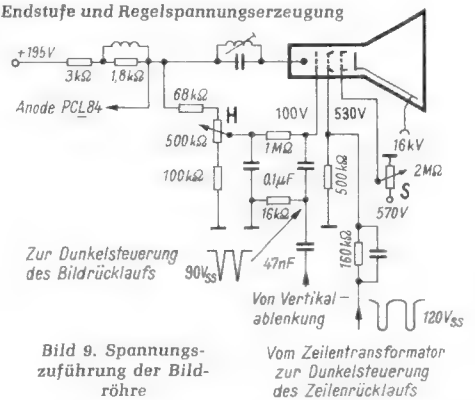 Endstufe und Regelspannungserzeugung
+195V
3kΩ
1,8kΩ
Anode PCL84
68kΩ
H
100V
530V
16kV
500kΩ
1MΩ
2MΩ
S
570V
100kΩ
0.1µF
500kΩ
16kΩ
Zur Dunkelsteuerung
des Bildrücklaufs
90Vss
47nF
160kΩ
Von Vertikal-
ablenkung
120Vss
Bild 9. Spannungs-
zuführung der Bild-
röhre
Vom Zeilentransformator
zur Dunkelsteuerung
des Zeilenrücklaufs